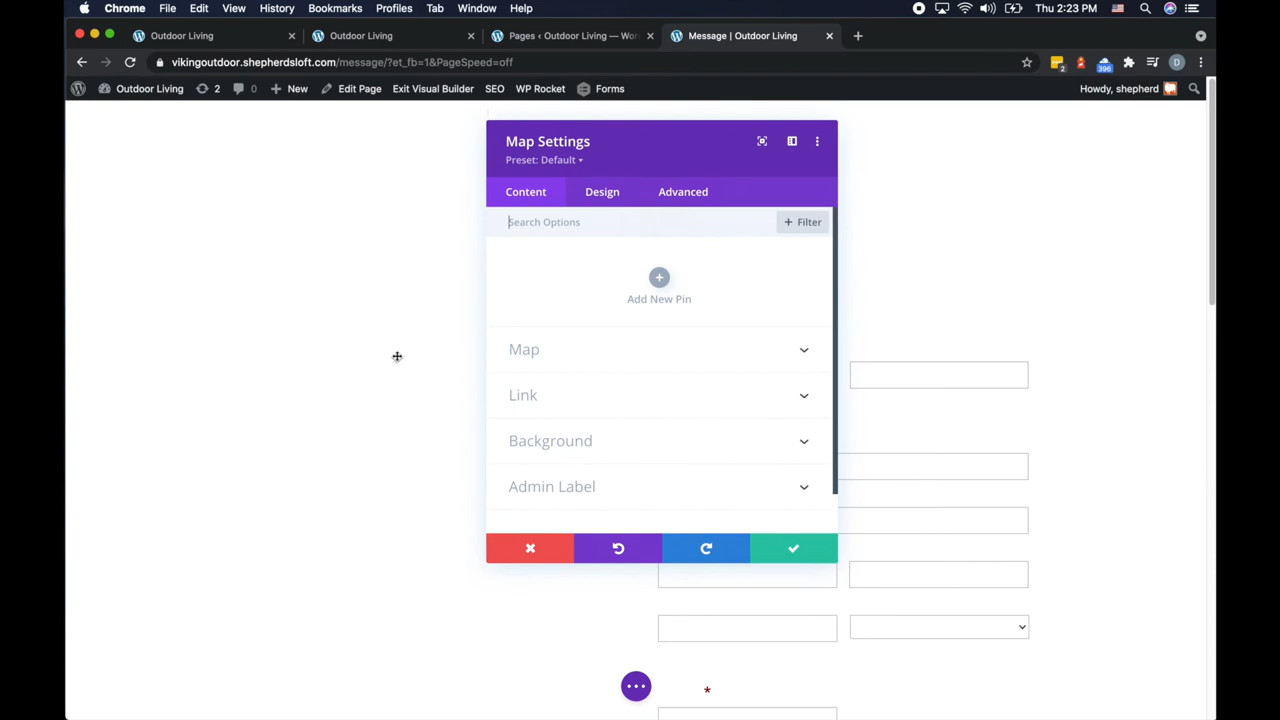 Chrome File Edit View History Bookmarks Profiles Tab Window Help Thu 2:23 PM
Outdoor Living Outdoor Living Pages ‹ Outdoor Living — Wor Message | Outdoor Living
vikingoutdoor.shepherdsloft.com/message/?et_fb=1&PageSpeed=off 2 396 D
Outdoor Living 2 0 New Edit Page Exit Visual Builder SEO WP Rocket Forms Howdy, shepherd
Map Settings
Preset: Default
Content Design Advanced
Search Options + Filter
Add New Pin
Map
Link
Background
Admin Label
*